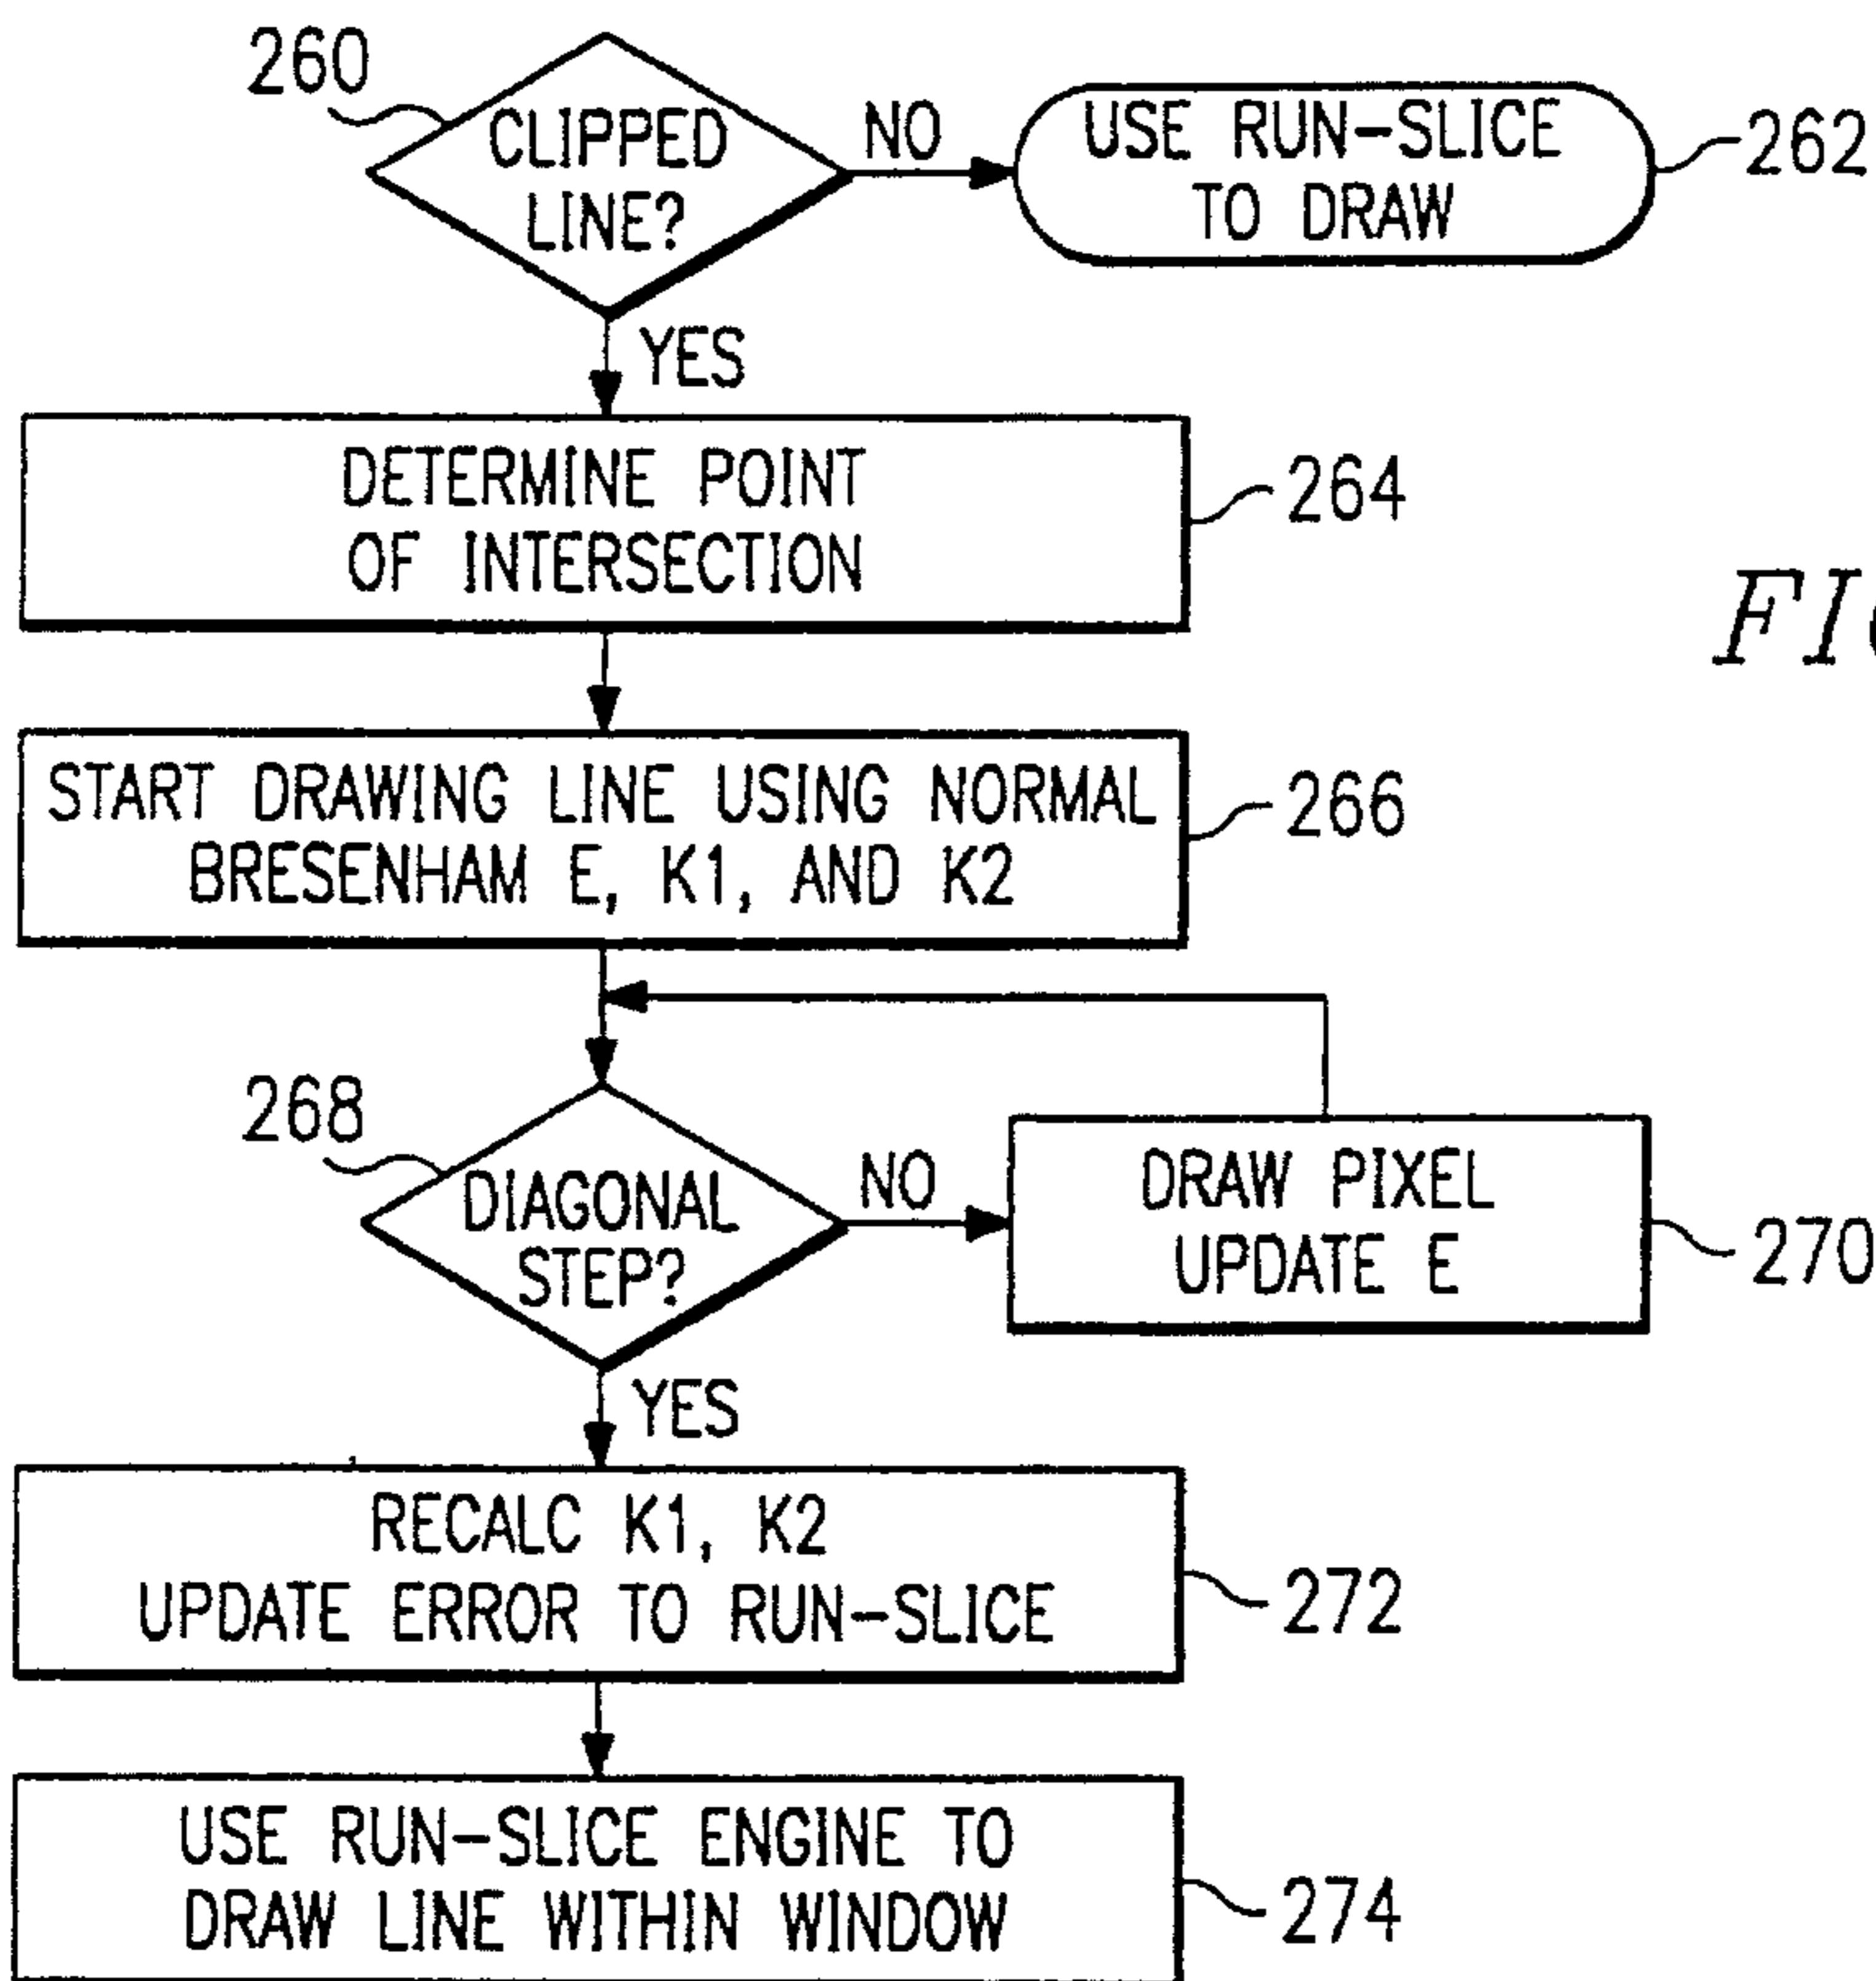 260
CLIPPED
LINE?
NO
USE RUN-SLICE
TO DRAW
262
YES
DETERMINE POINT
OF INTERSECTION
264
START DRAWING LINE USING NORMAL
BRESENHAM E, K1, AND K2
266
268
DIAGONAL
STEP?
NO
DRAW PIXEL
UPDATE E
270
YES
RECALC K1, K2
UPDATE ERROR TO RUN-SLICE
272
USE RUN-SLICE ENGINE TO
DRAW LINE WITHIN WINDOW
274